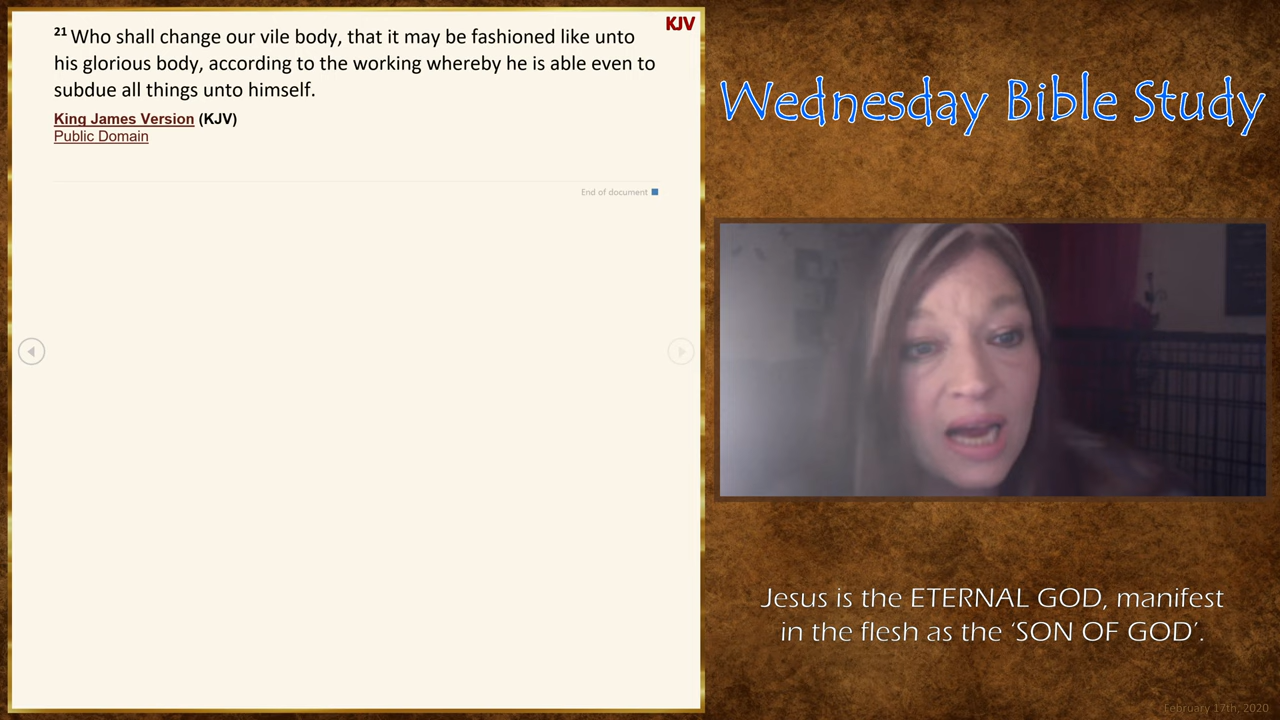 KJV
21 Who shall change our vile body, that it may be fashioned like unto
his glorious body, according to the working whereby he is able even to
subdue all things unto himself.
King James Version (KJV)
Public Domain
End of document
Wednesday Bible Study
Jesus is the ETERNAL GOD, manifest
in the flesh as the ‘SON OF GOD’.
February 17th, 2020